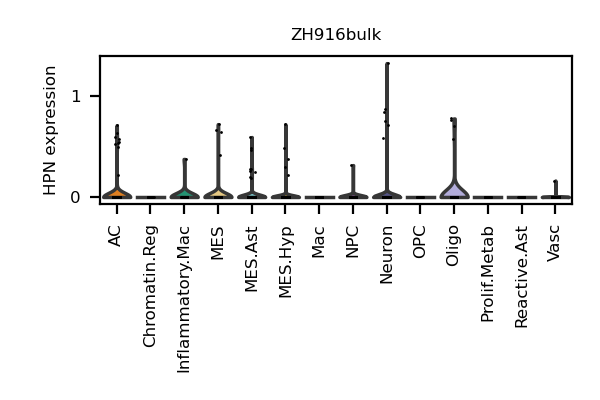 ZH916bulk
HPN expression
1
0
AC
Chromatin.Reg
Inflammatory.Mac
MES
MES.Ast
MES.Hyp
Mac
NPC
Neuron
OPC
Oligo
Prolif.Metab
Reactive.Ast
Vasc